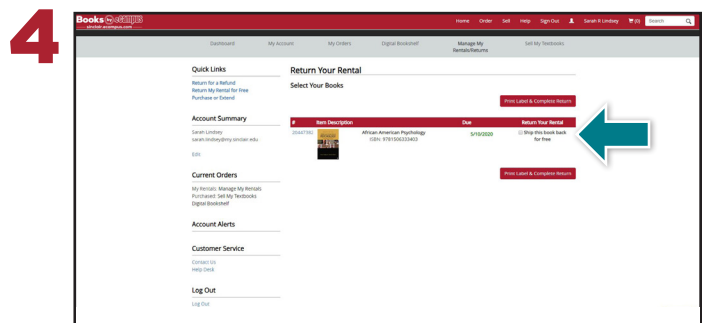 4
Books @ eCampus
sinclair.ecampus.com
Home Order Sell Help Sign Out Sarah R Lindsey (0) Search
Dashboard My Account My Orders Digital Bookshelf Manage My Rentals/Returns Sell My Textbooks
Quick Links
Return for a Refund
Return My Rental for Free
Purchase or Extend
Account Summary
Sarah Lindsey
sarah.lindsey@my.sinclair.edu
Edit
Current Orders
My Rentals: Manage My Rentals
Purchased: Sell My Textbooks
Digital Bookshelf
Account Alerts
Customer Service
Contact Us
Help Desk
Log Out
Log Out
Return Your Rental
Select Your Books
Print Label & Complete Return
# Item Description Due Return Your Rental
African American Psychology 5/10/2020 Ship this book back
ISBN: 9781506333403 for free
Print Label & Complete Return